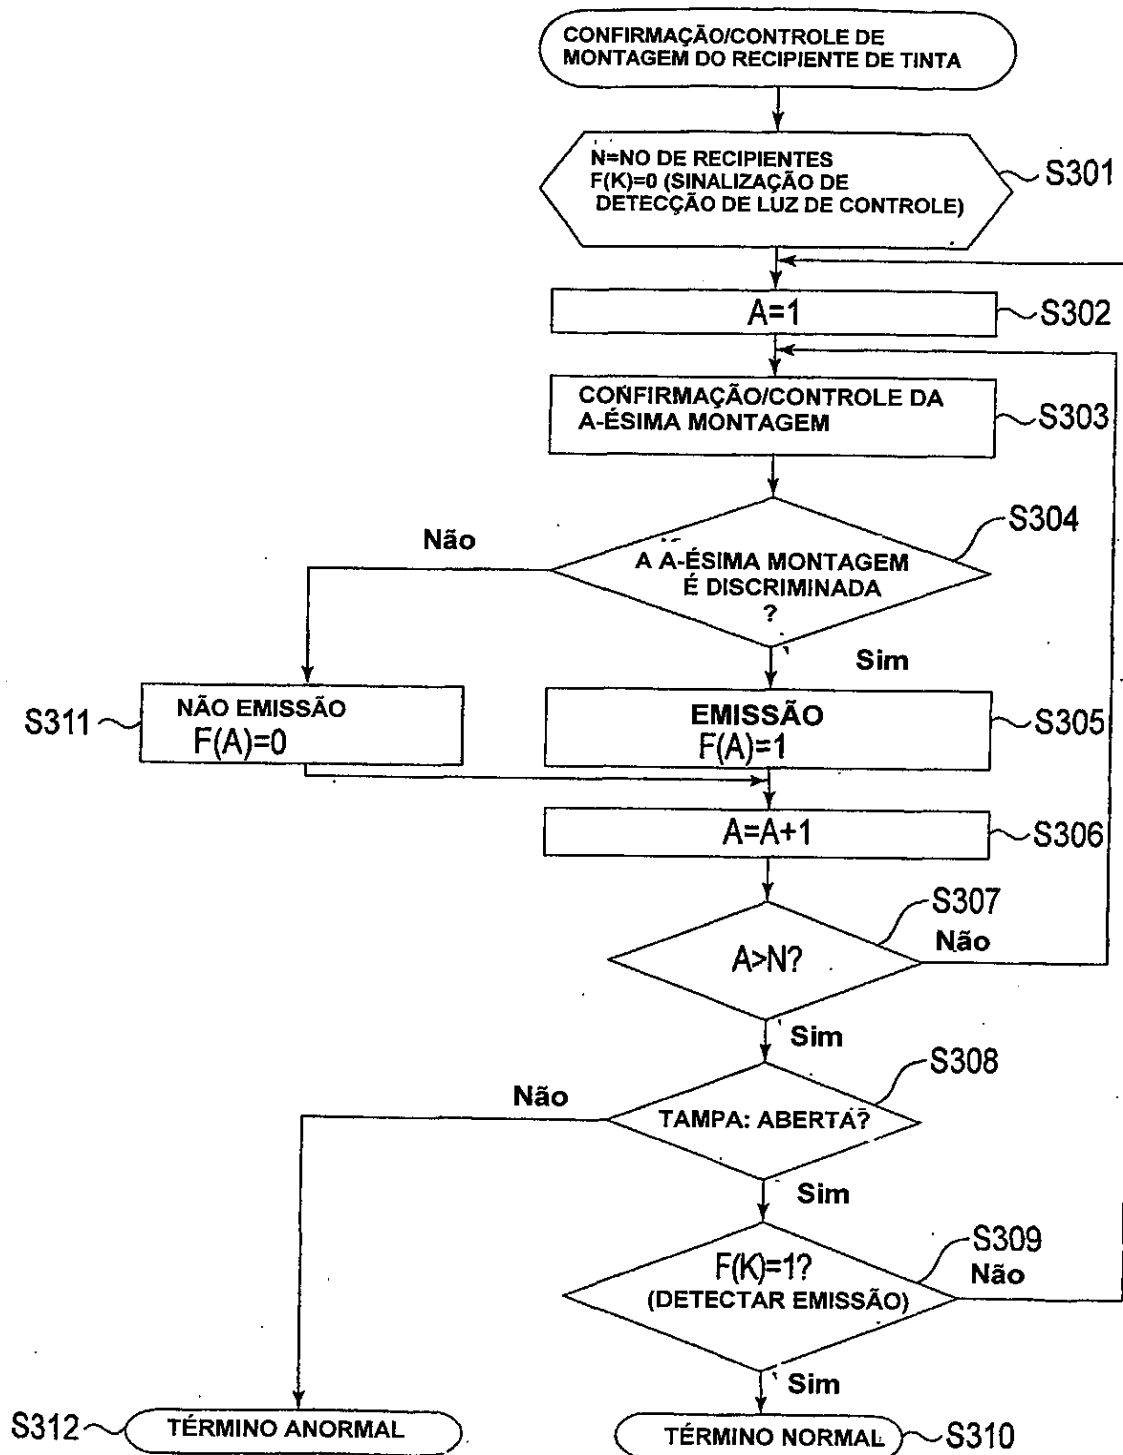 CONFIRMAÇÃO/CONTROLE DE
MONTAGEM DO RECIPIENTE DE TINTA
N=NO DE RECIPIENTES
F(K)=0 (SINALIZAÇÃO DE
DETECÇÃO DE LUZ DE CONTROLE)
S301
A=1
S302
CONFIRMAÇÃO/CONTROLE DA
A-ÉSIMA MONTAGEM
S303
S304
Não
A A-ÉSIMA MONTAGEM
É DISCRIMINADA
?
Sim
S311
NÃO EMISSÃO
F(A)=0
EMISSÃO
F(A)=1
S305
A=A+1
S306
S307
A>N?
Não
Sim
S308
Não
TAMPA: ABERTA?
Sim
S309
F(K)=1?
(DETECTAR EMISSÃO)
Não
Sim
S312
TÉRMINO ANORMAL
TÉRMINO NORMAL
S310